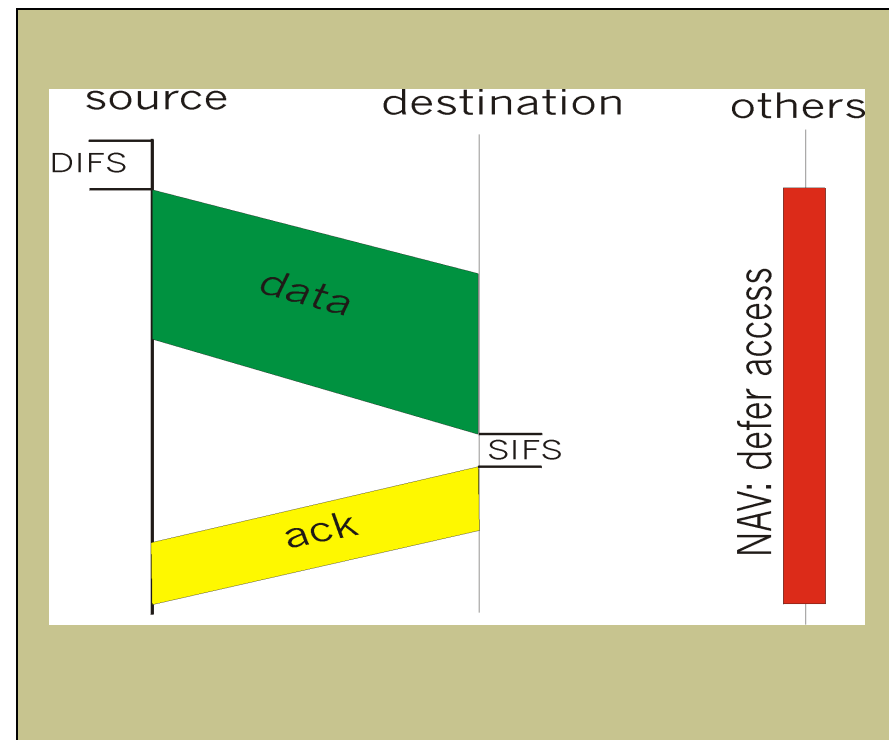 source
destination
others
DIFS
data
SIFS
ack
NAV: defer access